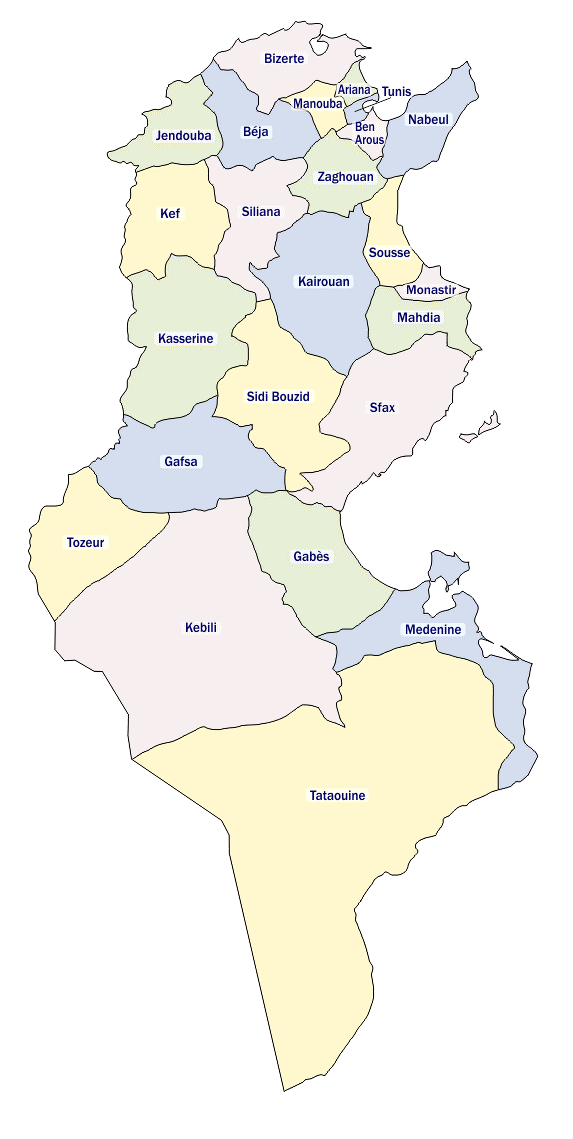 Bizerte
Ariana
Tunis
Manouba
Nabeul
Béja
Ben
Arous
Jendouba
Zaghouan
Kef
Siliana
Sousse
Kairouan
Monastir
Mahdia
Kasserine
Sidi Bouzid
Sfax
Gafsa
Tozeur
Gabès
Kebili
Medenine
Tataouine